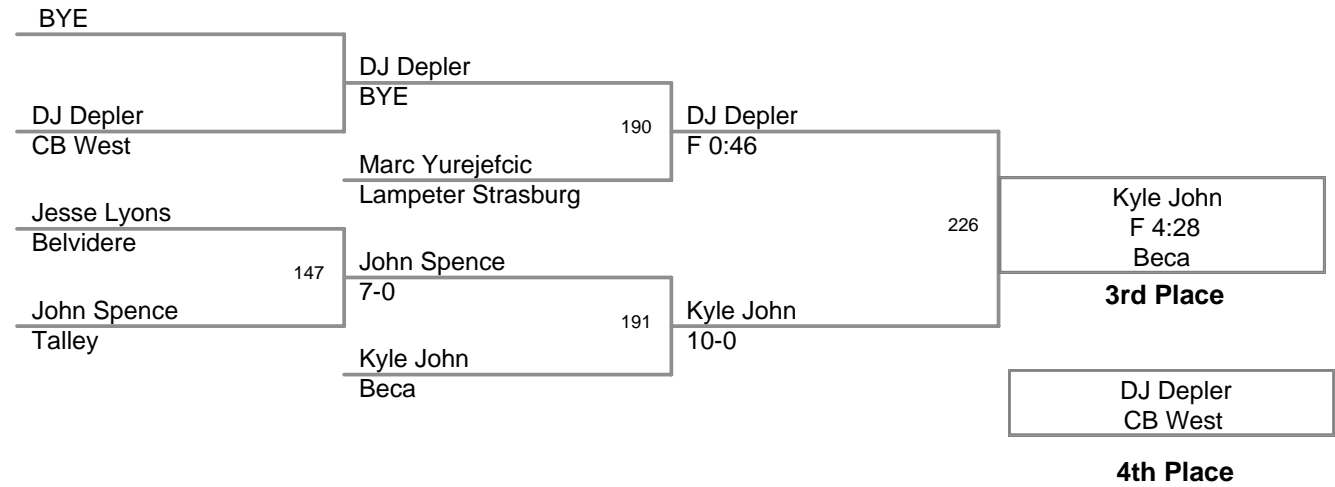 BYE
DJ Depler
BYE
DJ Depler
CB West
190
DJ Depler
F 0:46
Marc Yurejefcic
Lampeter Strasburg
Jesse Lyons
Belvidere
147
John Spence
7-0
John Spence
Talley
191
Kyle John
10-0
Kyle John
Beca
226
Kyle John
F 4:28
Beca
3rd Place
DJ Depler
CB West
4th Place